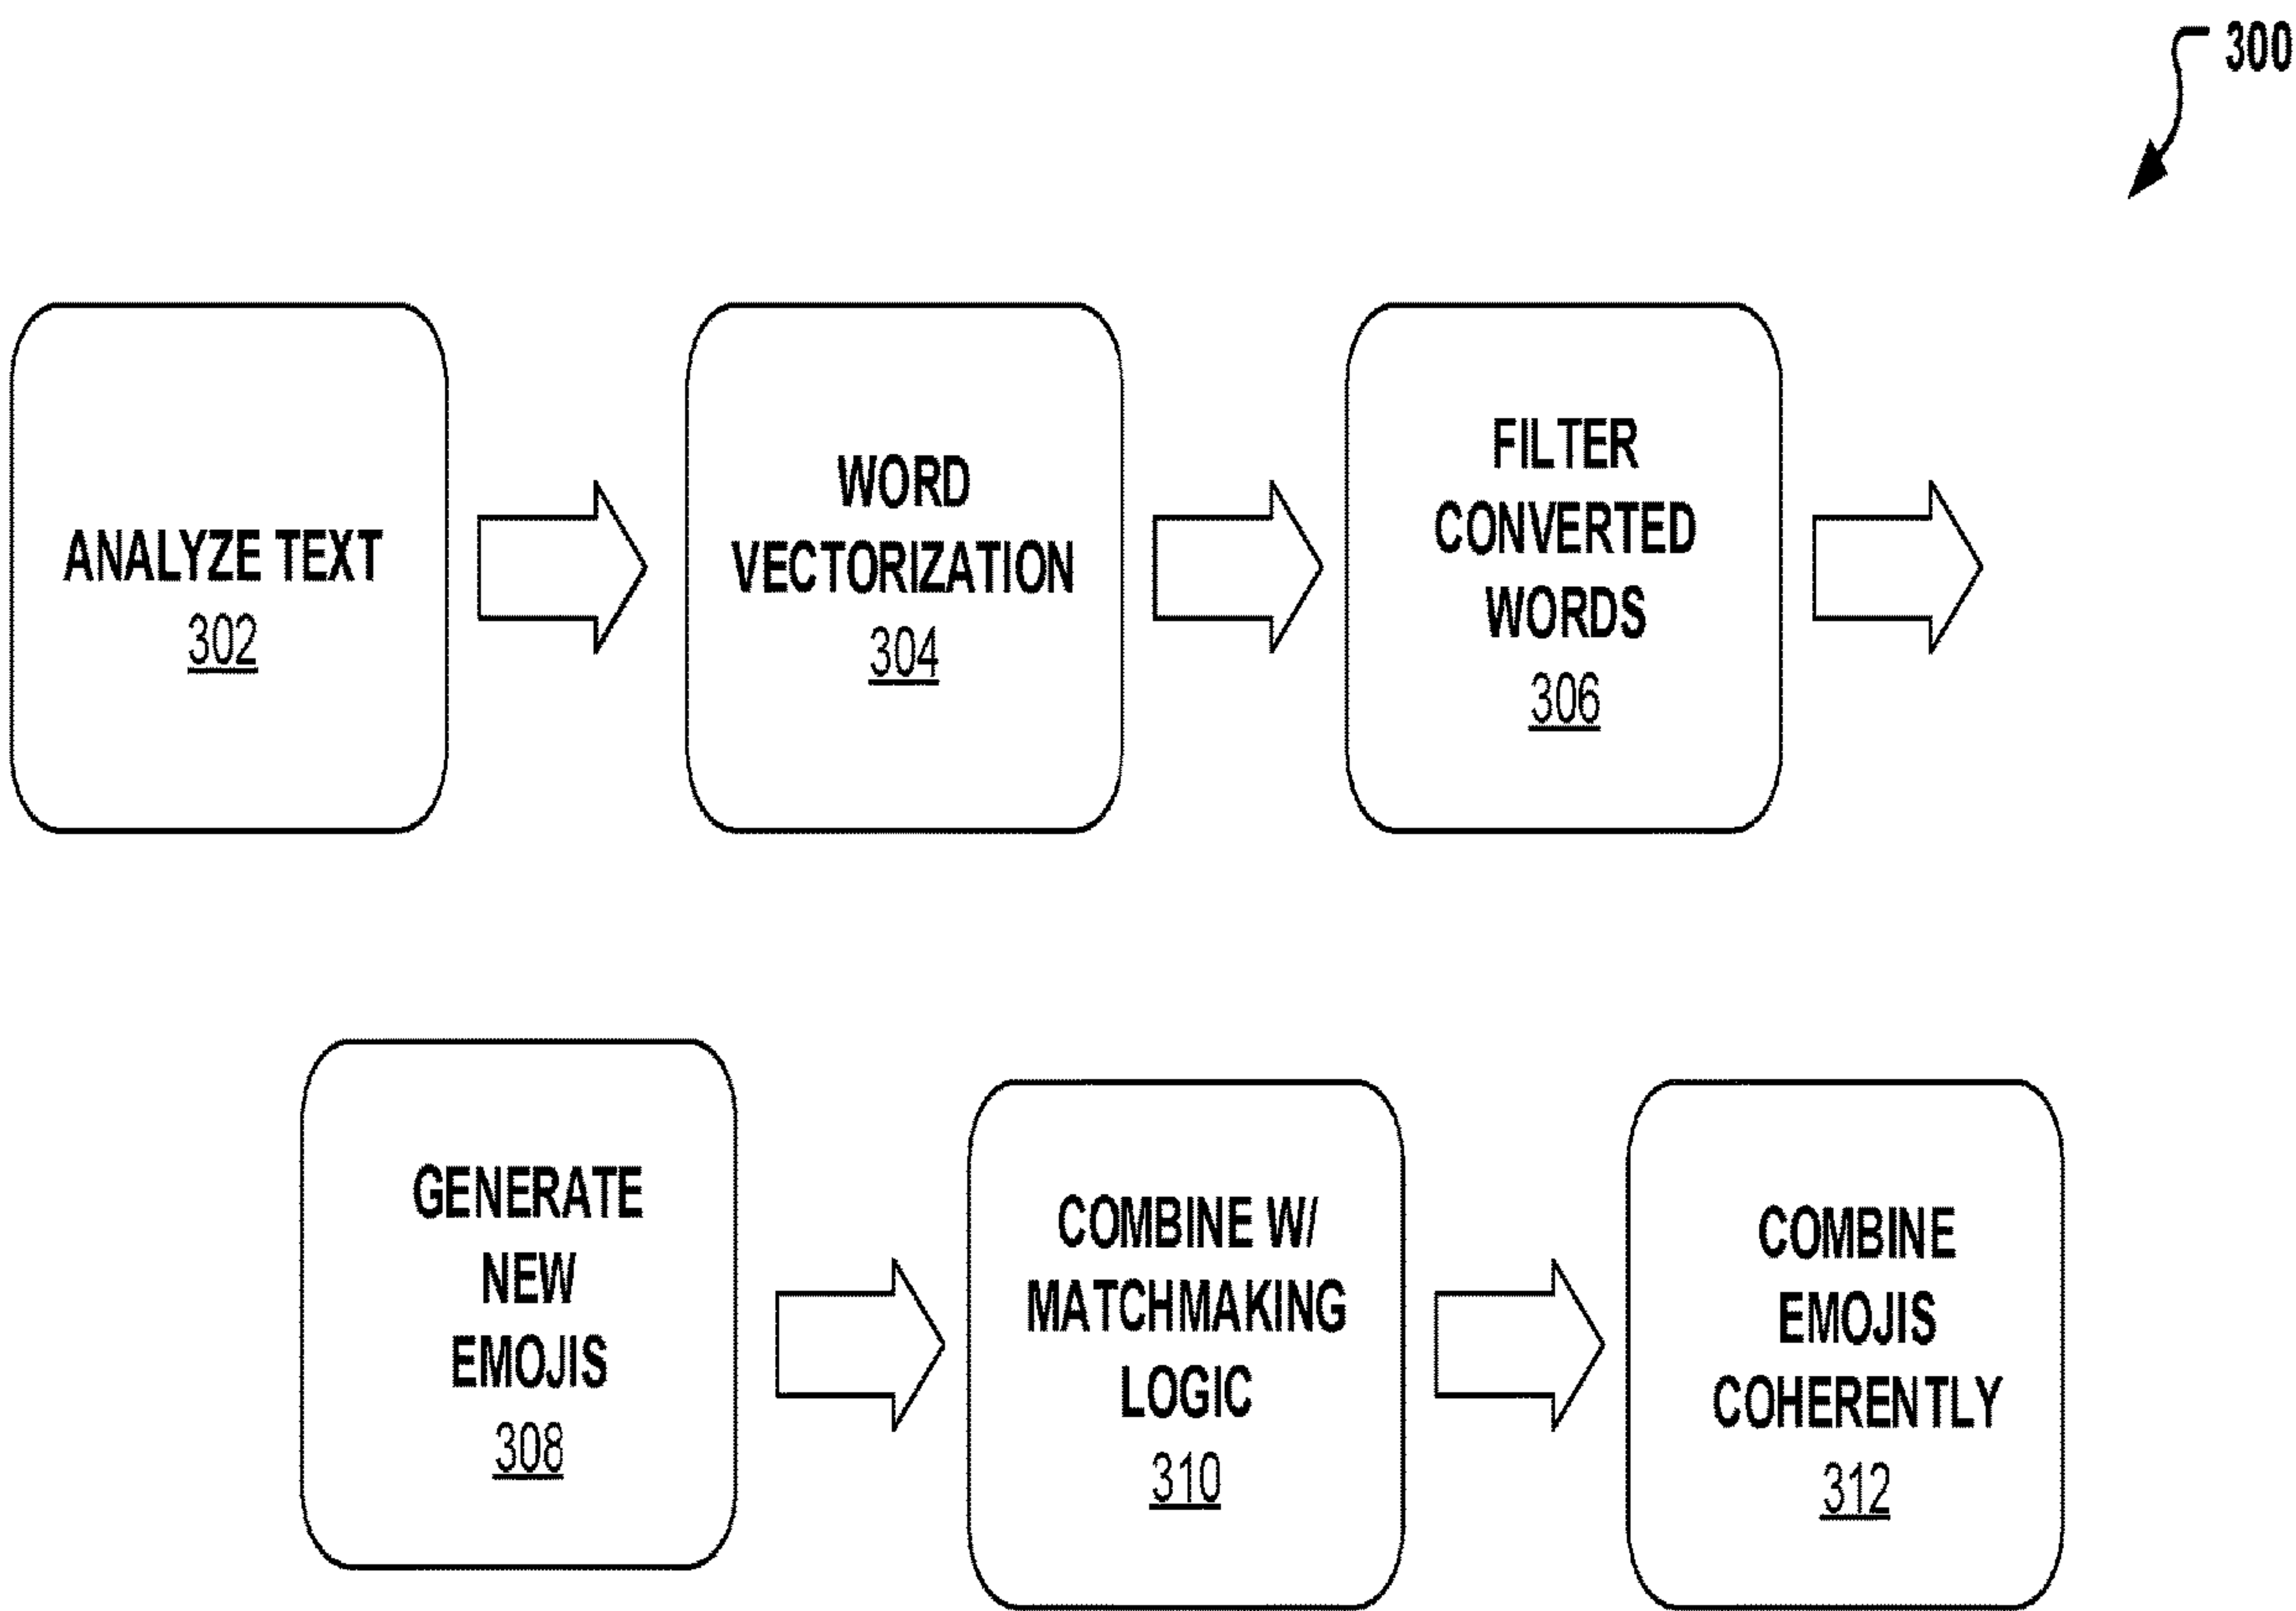 300
ANALYZE TEXT
302
WORD
VECTORIZATION
304
FILTER
CONVERTED
WORDS
306
GENERATE
NEW
EMOJIS
308
COMBINE W/
MATCHMAKING
LOGIC
310
COMBINE
EMOJIS
COHERENTLY
312